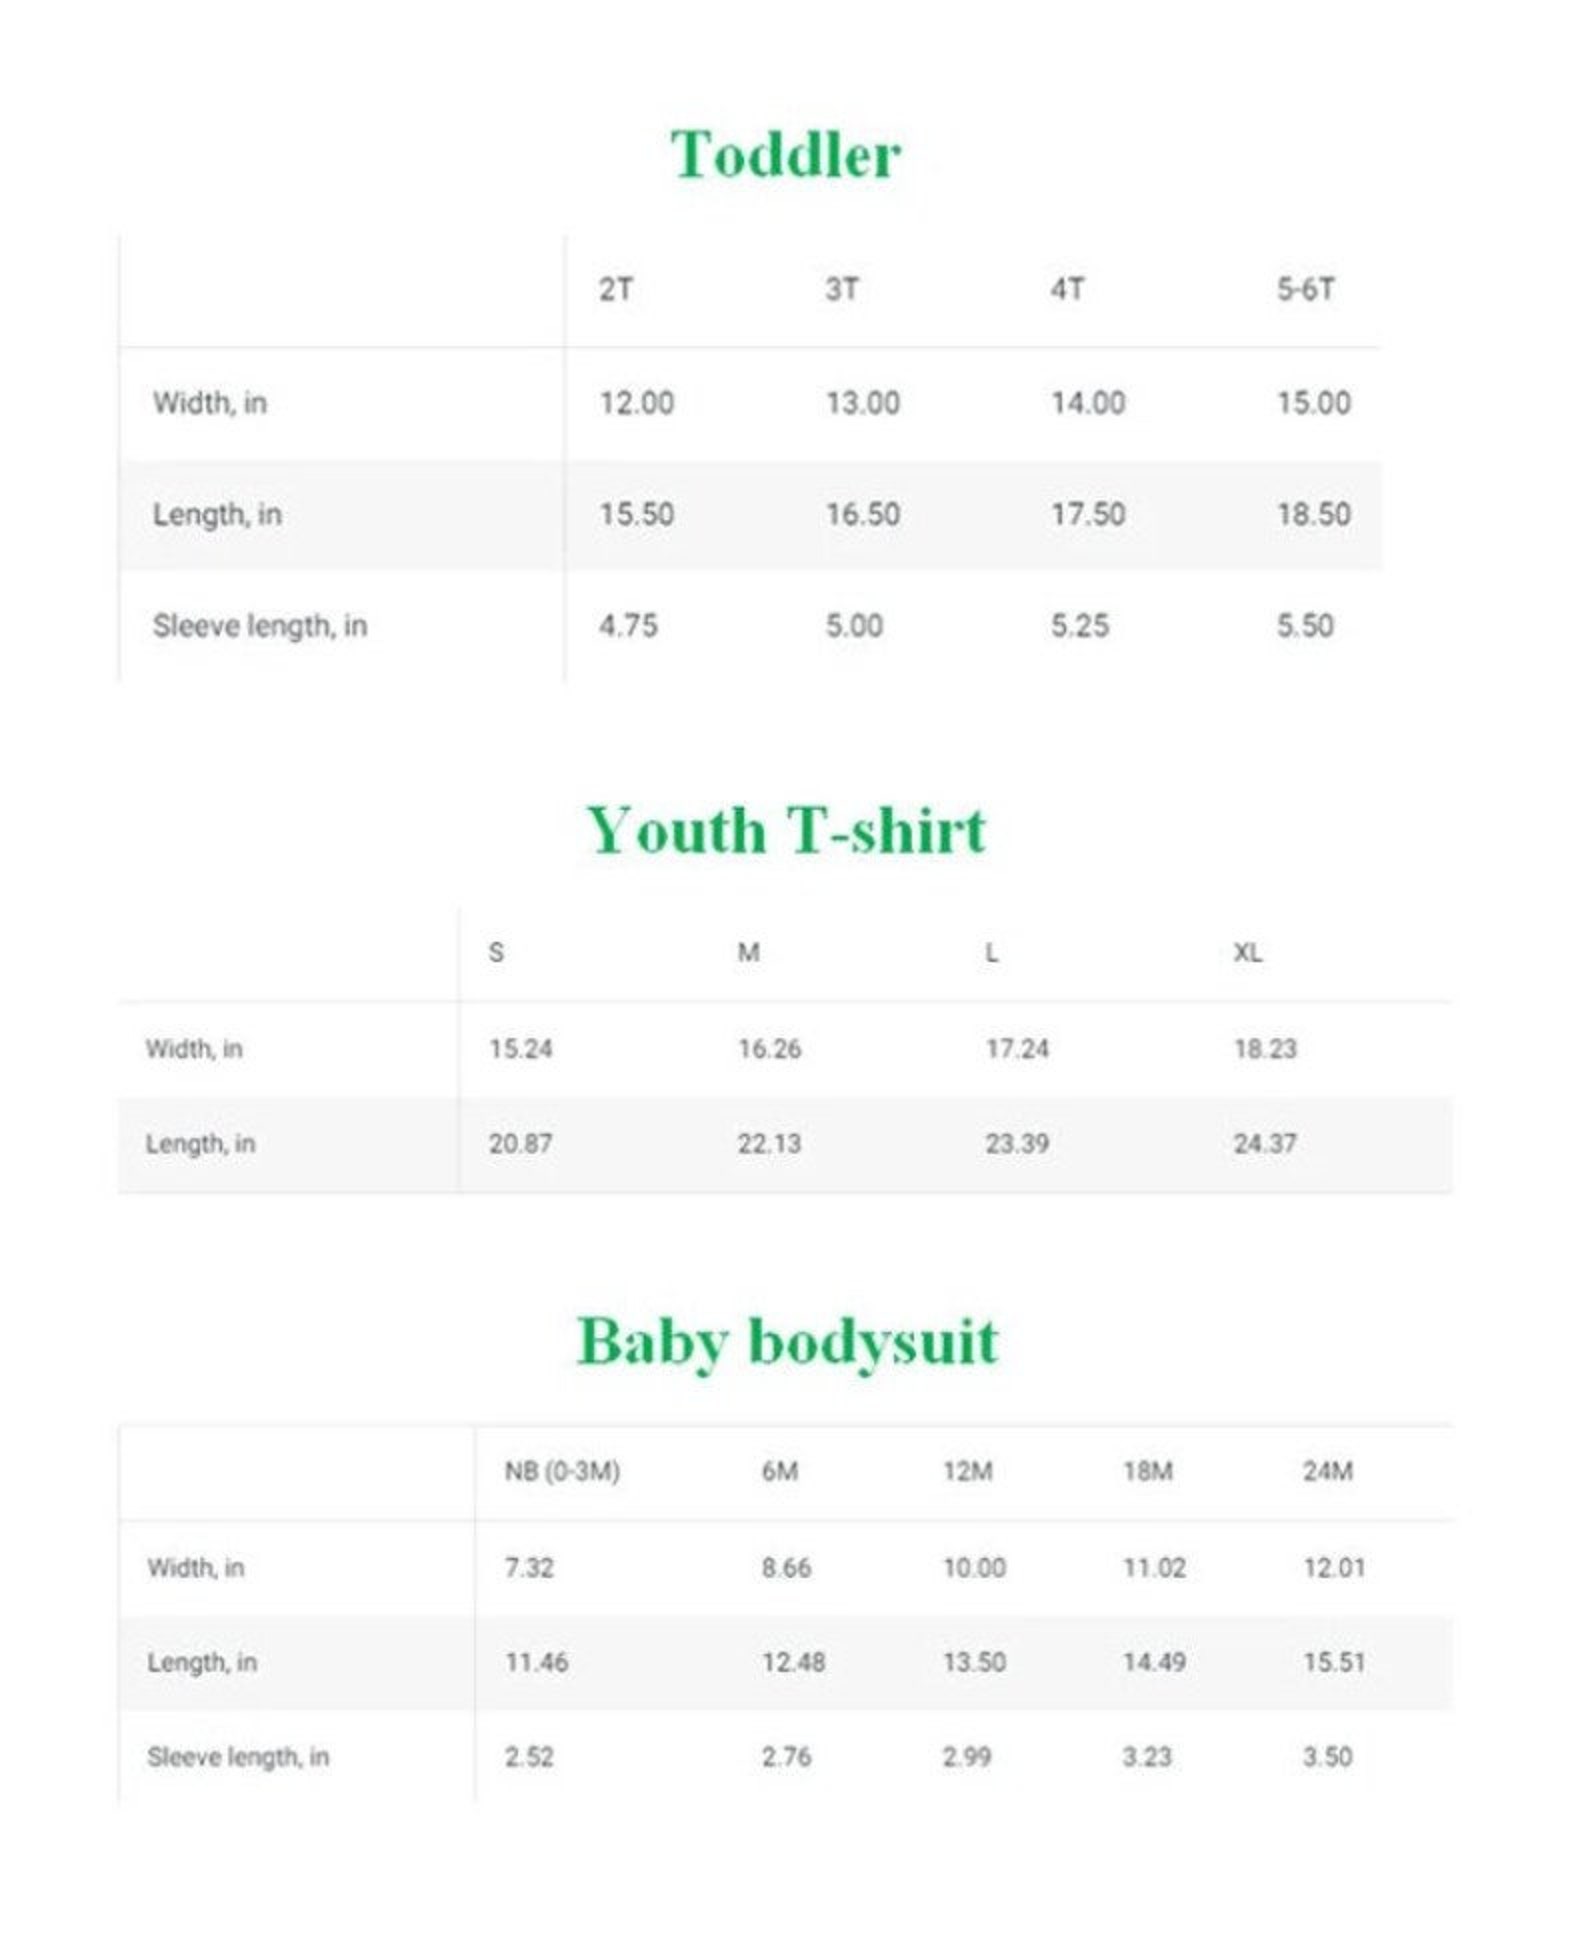 Toddler
2T 3T 4T 5-6T
Width, in 12.00 13.00 14.00 15.00
Length, in 15.50 16.50 17.50 18.50
Sleeve length, in 4.75 5.00 5.25 5.50
Youth T-shirt
S M L XL
Width, in 15.24 16.26 17.24 18.23
Length, in 20.87 22.13 23.39 24.37
Baby bodysuit
NB (0-3M) 6M 12M 18M 24M
Width, in 7.32 8.66 10.00 11.02 12.01
Length, in 11.46 12.48 13.50 14.49 15.51
Sleeve length, in 2.52 2.76 2.99 3.23 3.50